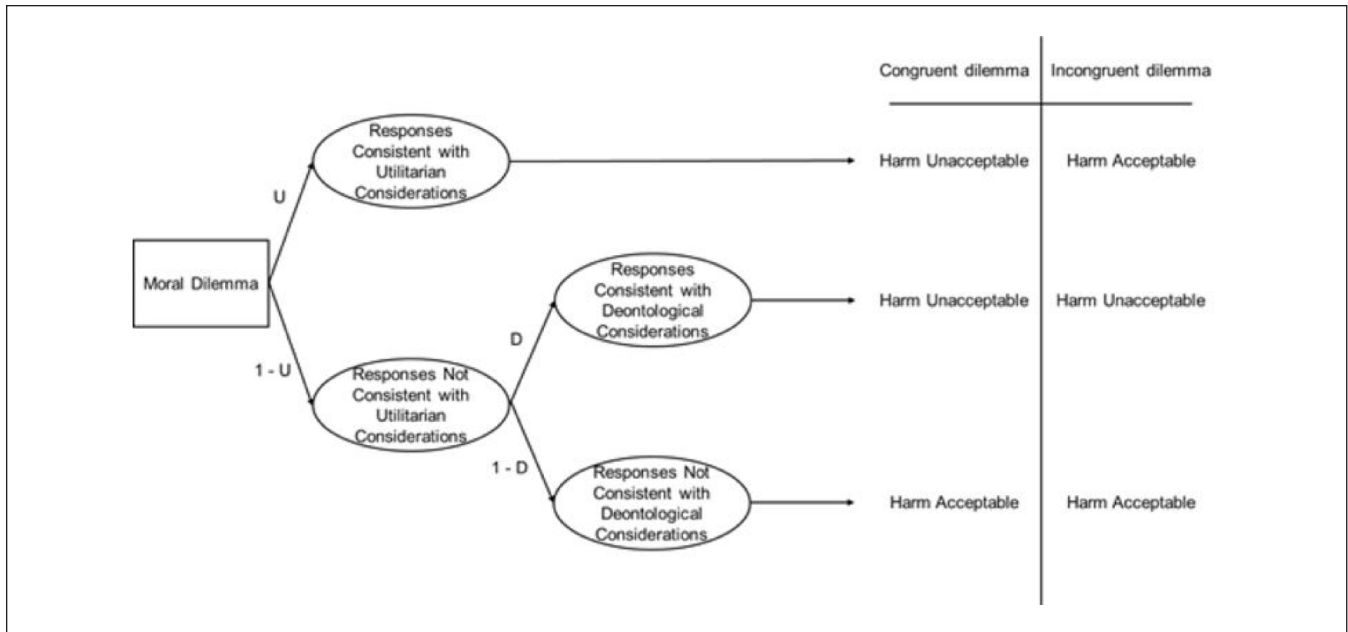 Congruent dilemma
Incongruent dilemma
Responses
Consistent with
Utilitarian
Considerations
Harm Unacceptable
Harm Acceptable
U
Moral Dilemma
Responses
Consistent with
Deontological
Considerations
Harm Unacceptable
Harm Unacceptable
D
1 - U
Responses Not
Consistent with
Utilitarian
Considerations
1 - D
Responses Not
Consistent with
Deontological
Considerations
Harm Acceptable
Harm Acceptable